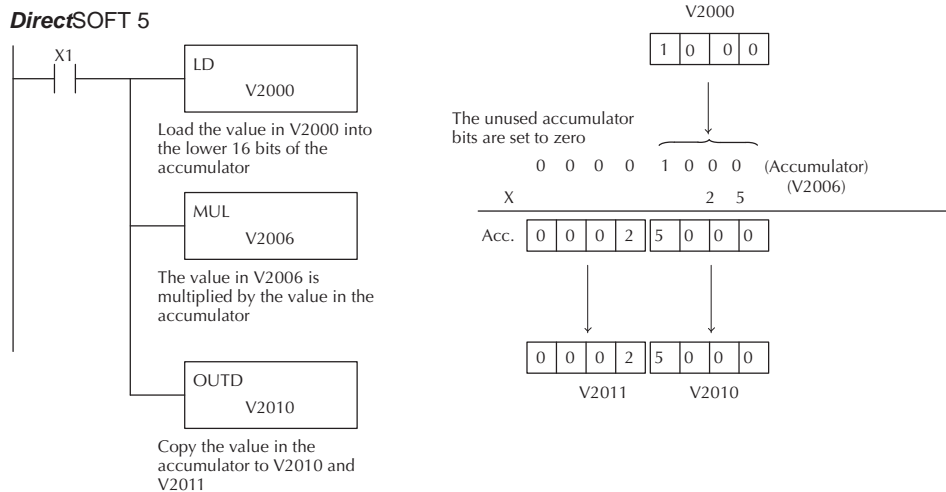 DirectSOFT 5
X1
LD
V2000
Load the value in V2000 into
the lower 16 bits of the
accumulator
MUL
V2006
The value in V2006 is
multiplied by the value in the
accumulator
OUTD
V2010
Copy the value in the
accumulator to V2010 and
V2011
V2000
1 0 0 0
The unused accumulator
bits are set to zero
0 0 0 0 1 0 0 0 (Accumulator)
X 2 5 (V2006)
Acc. 0 0 0 2 5 0 0 0
0 0 0 2 5 0 0 0
V2011 V2010